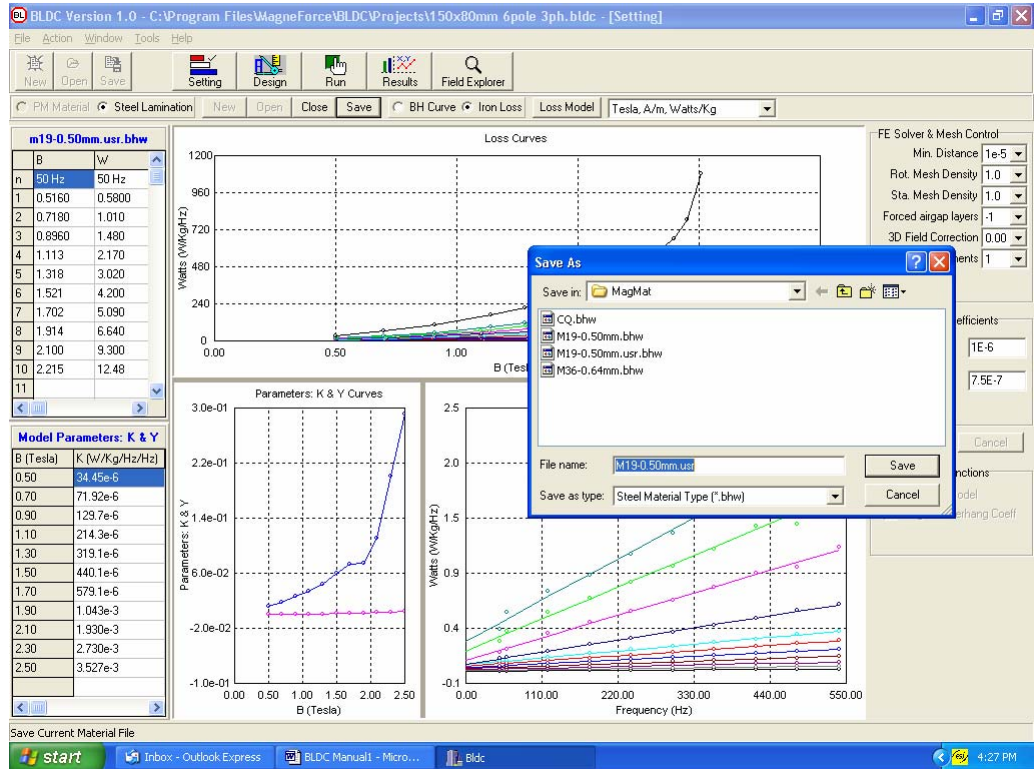 BLDC Version 1.0 - C:\Program Files\MagneForce\BLDC\Projects\150x80mm 6pole 3ph.bldc - [Setting]
File Action Window Tools Help
New Open Save Setting Design Run Results Field Explorer
PM Material Steel Lamination New Open Close Save BH Curve Iron Loss Loss Model Tesla, A/m, Watts/Kg
m19-0.50mm.usr.bhw
B W
n 50 Hz 50 Hz
1 0.5160 0.5800
2 0.7180 1.010
3 0.8960 1.480
4 1.113 2.170
5 1.318 3.020
6 1.521 4.200
7 1.702 5.090
8 1.914 6.640
9 2.100 9.300
10 2.215 12.48
11
Model Parameters: K & Y
B (Tesla) K (W/Kg/Hz/Hz)
0.50 34.45e-6
0.70 71.92e-6
0.90 129.7e-6
1.10 214.3e-6
1.30 319.1e-6
1.50 440.1e-6
1.70 579.1e-6
1.90 1.043e-3
2.10 1.930e-3
2.30 2.730e-3
2.50 3.527e-3
Loss Curves
Watts (W/Kg/Hz)
1200
960
720
480
240
0
0.00 0.50 1.00
B (Tesl
Parameters: K & Y Curves
Parameters: K & Y
3.0e-01
2.2e-01
1.4e-01
6.0e-02
-2.0e-02
-1.0e-01
0.00 0.50 1.00 1.50 2.00 2.50
B (Tesla)
Watts (W/Kg/Hz)
2.5
2.0
1.5
0.9
0.4
-0.1
0.00 110.00 220.00 330.00 440.00 550.00
Frequency (Hz)
FE Solver & Mesh Control
Min. Distance 1e-5
Rot. Mesh Density 1.0
Sta. Mesh Density 1.0
Forced airgap layers -1
3D Field Correction 0.00
ents 1
efficients
1E-6
7.5E-7
Cancel
nctions
odel
erhang Coeff
Save As
Save in: MagMat
CQ.bhw
M19-0.50mm.bhw
M19-0.50mm.usr.bhw
M36-0.64mm.bhw
File name: M19-0.50mm.usr Save
Save as type: Steel Material Type (*.bhw) Cancel
Save Current Material File
start Inbox - Outlook Express BLDC Manual1 - Micro... Bldc 4:27 PM